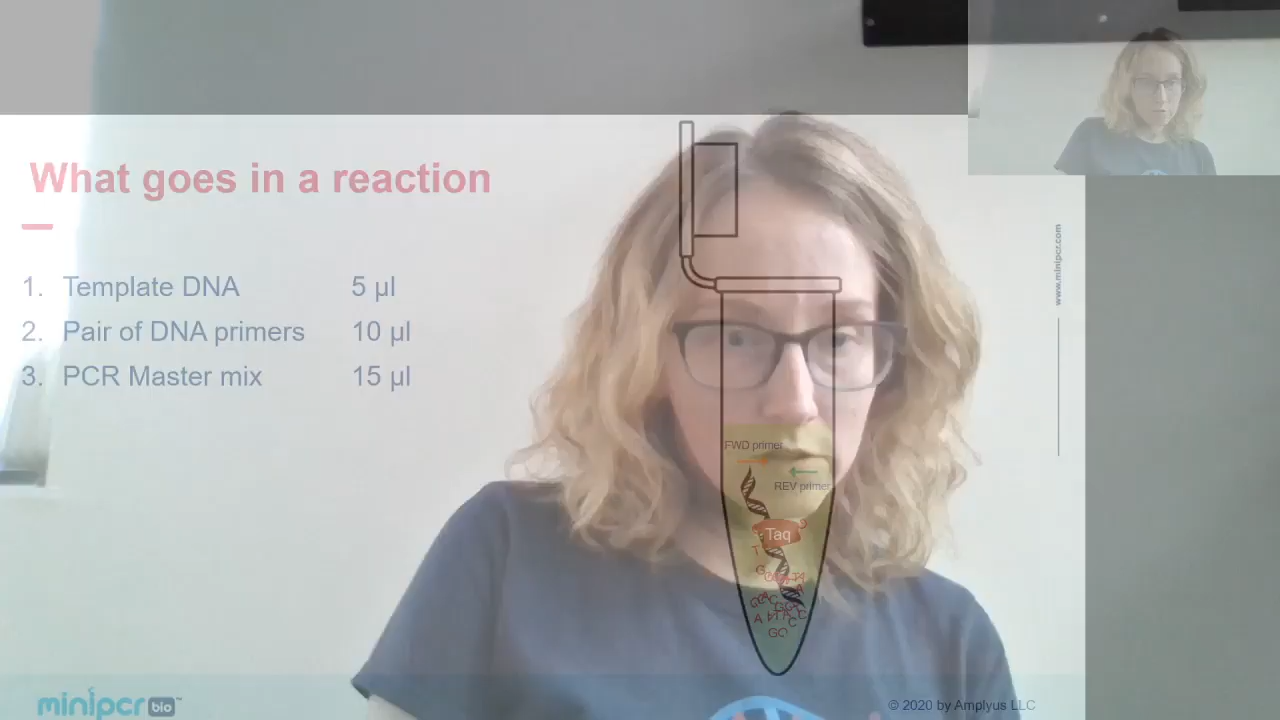 What goes in a reaction
1. Template DNA 5 µl
2. Pair of DNA primers 10 µl
3. PCR Master mix 15 µl
www.minipcr.com
FWD primer
REV primer
Taq
minipcr bio™
© 2020 by Amplyus LLC